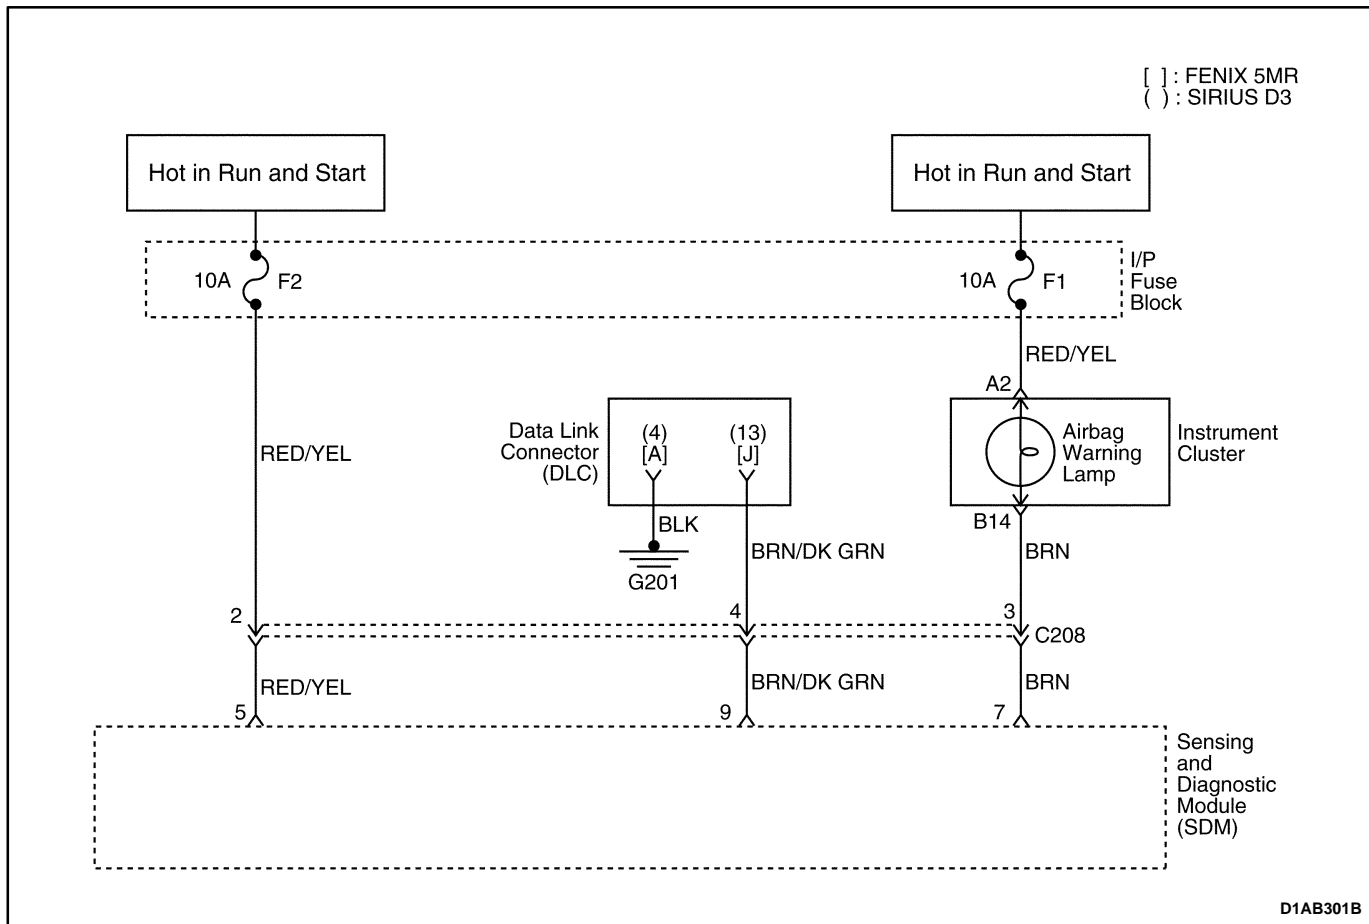 [ ] : FENIX 5MR
( ) : SIRIUS D3
Hot in Run and Start
Hot in Run and Start
10A
F2
10A
F1
I/P
Fuse
Block
RED/YEL
A2
Data Link
Connector
(DLC)
(4)
[A]
(13)
[J]
Airbag
Warning
Lamp
Instrument
Cluster
RED/YEL
BLK
G201
BRN/DK GRN
B14
BRN
2
4
3
C208
RED/YEL
BRN/DK GRN
BRN
5
9
7
Sensing
and
Diagnostic
Module
(SDM)
D1AB301B